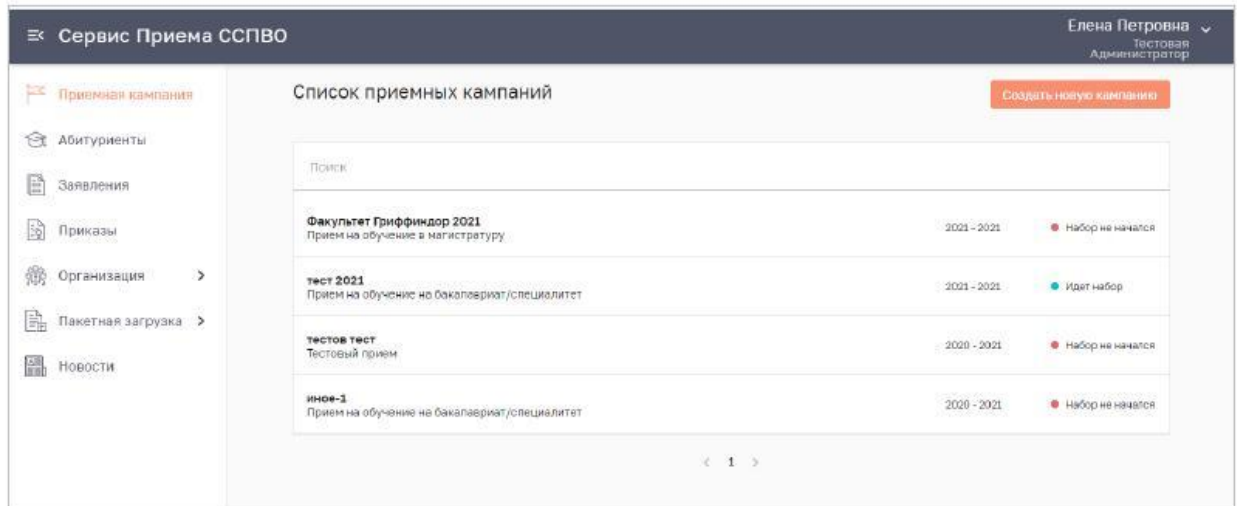 Сервис Приема ССПВО
Елена Петровна
Тестовая
Администратор
Приемная кампания
Абитуриенты
Заявления
Приказы
Организация
Пакетная загрузка
Новости
Список приемных кампаний
Создать новую кампанию
Поиск
Факультет Гриффиндор 2021
Прием на обучение в магистратуру
2021 - 2021
Набор не начался
тест 2021
Прием на обучение на бакалавриат/специалитет
2021 - 2021
Идет набор
тестов тест
Тестовый прием
2020 - 2021
Набор не начался
иное-1
Прием на обучение на бакалавриат/специалитет
2020 - 2021
Набор не начался
< 1 >